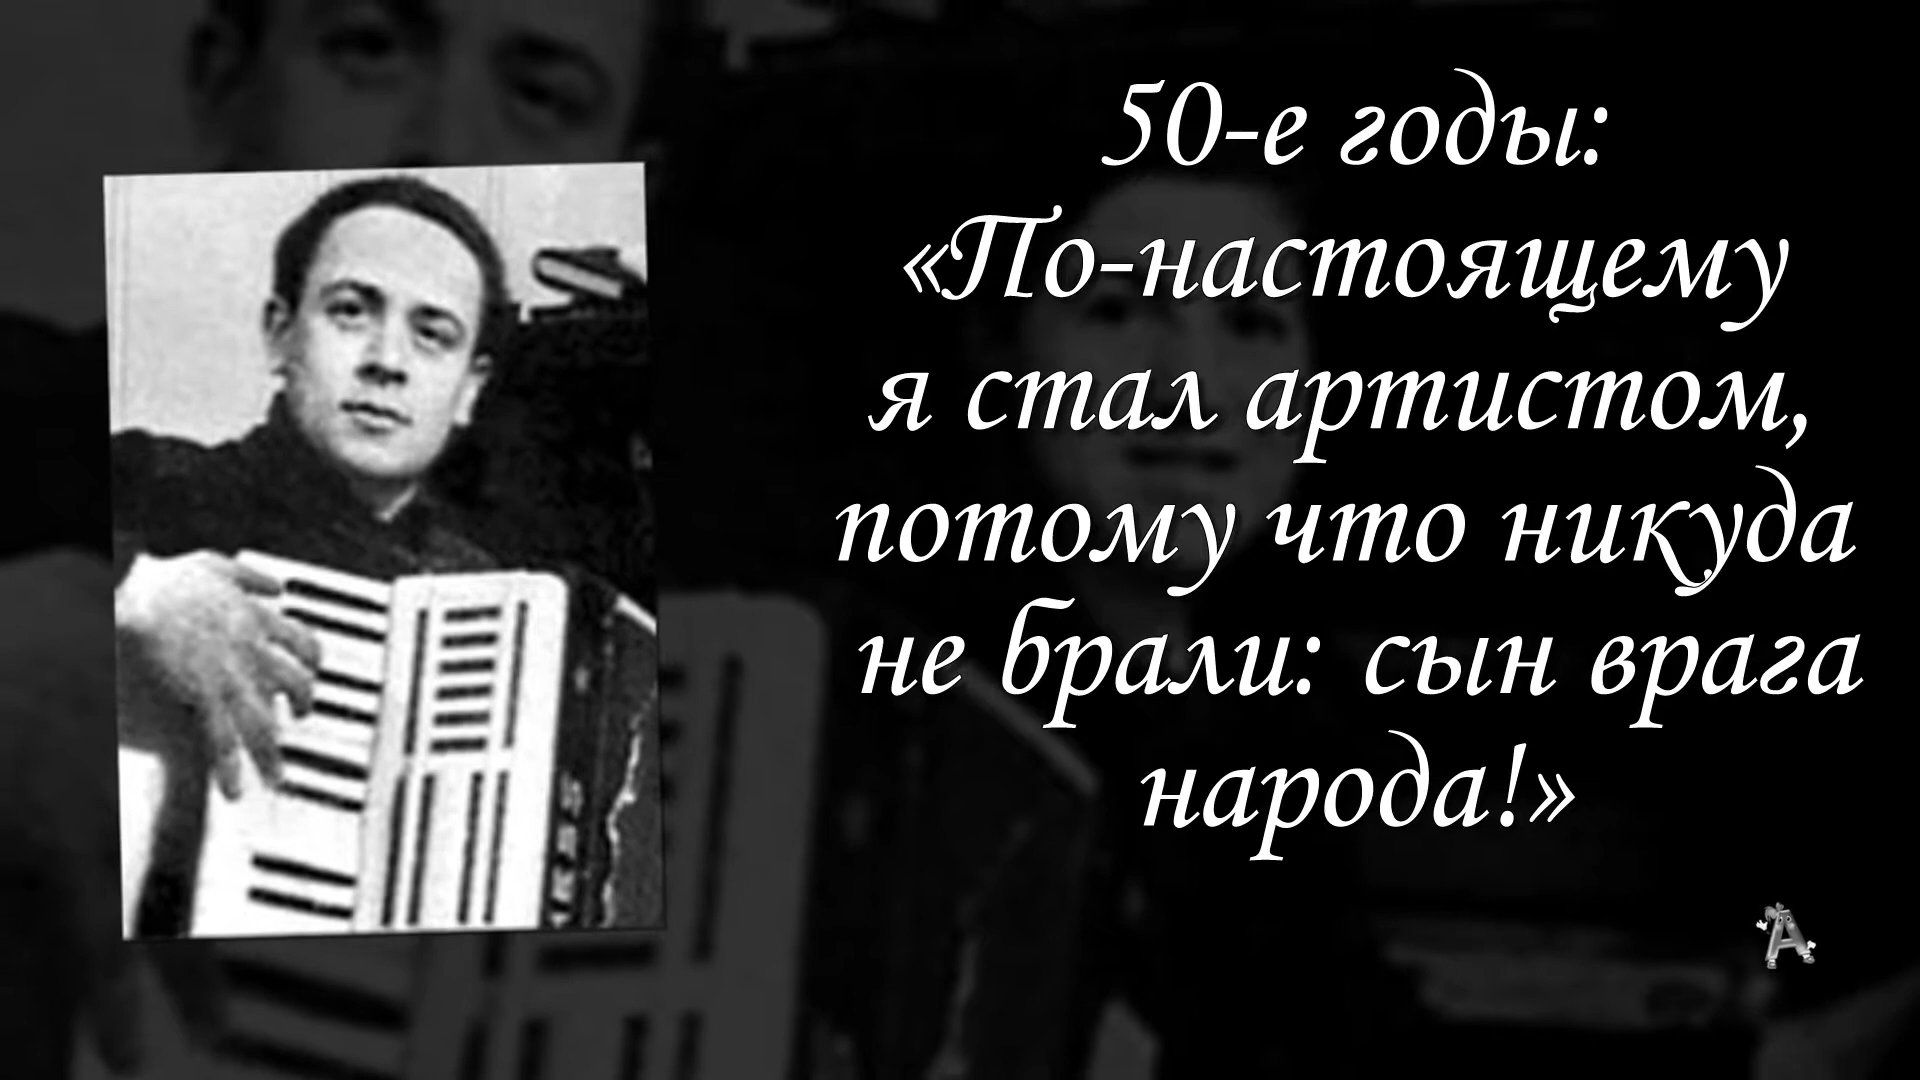 50-е годы:
«По-настоящему
я стал артистом,
потому что никуда
не брали: сын врага
народа!»
А